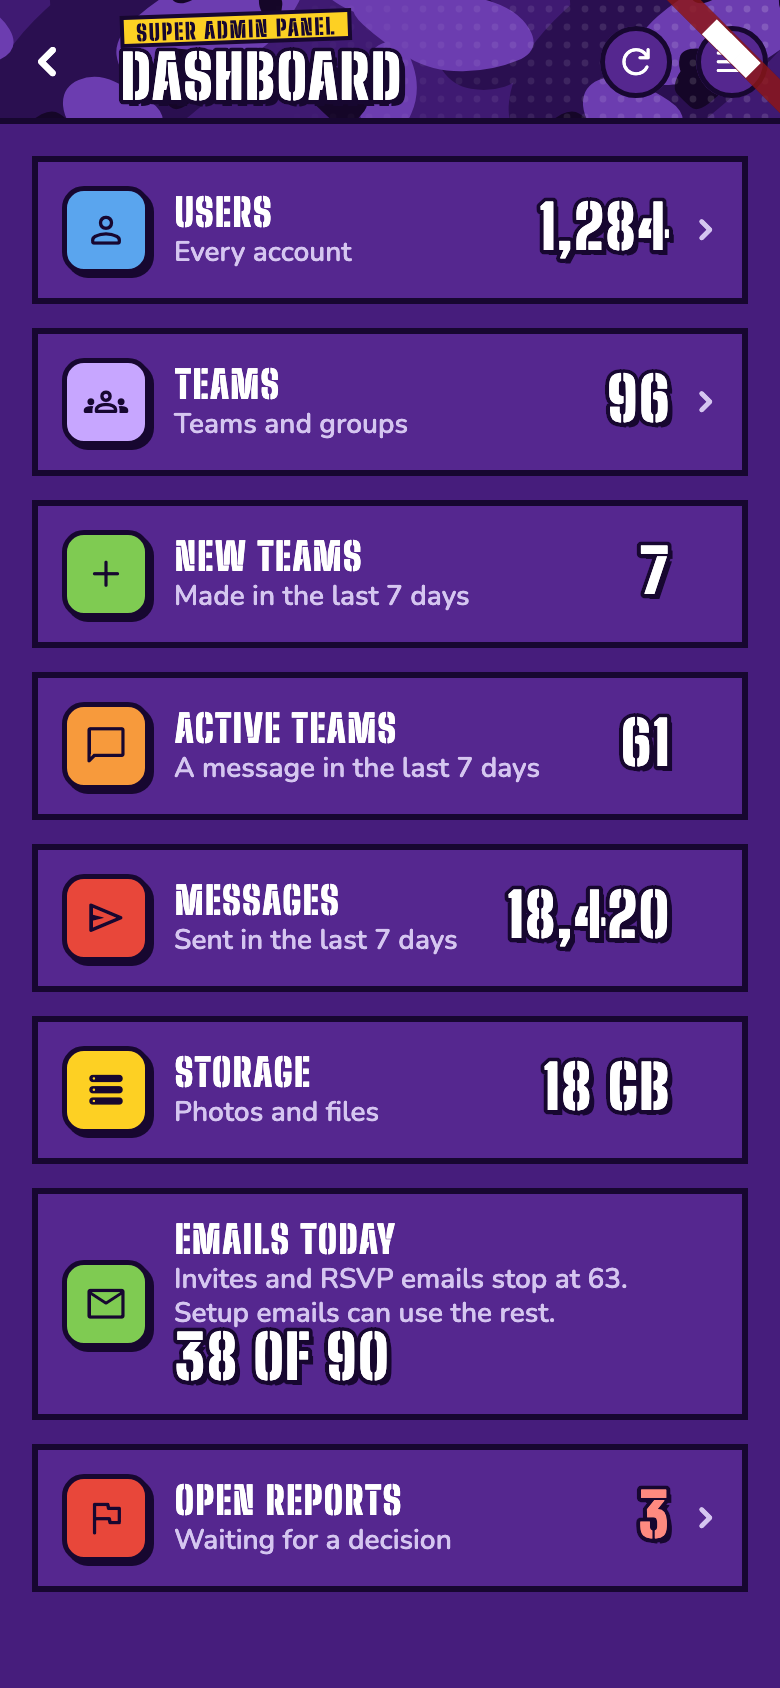 SUPER ADMIN PANEL
DASHBOARD
USERS
Every account
1,284
TEAMS
Teams and groups
96
NEW TEAMS
Made in the last 7 days
7
ACTIVE TEAMS
A message in the last 7 days
61
MESSAGES
Sent in the last 7 days
18,420
STORAGE
Photos and files
18 GB
EMAILS TODAY
Invites and RSVP emails stop at 63.
Setup emails can use the rest.
38 OF 90
OPEN REPORTS
Waiting for a decision
3